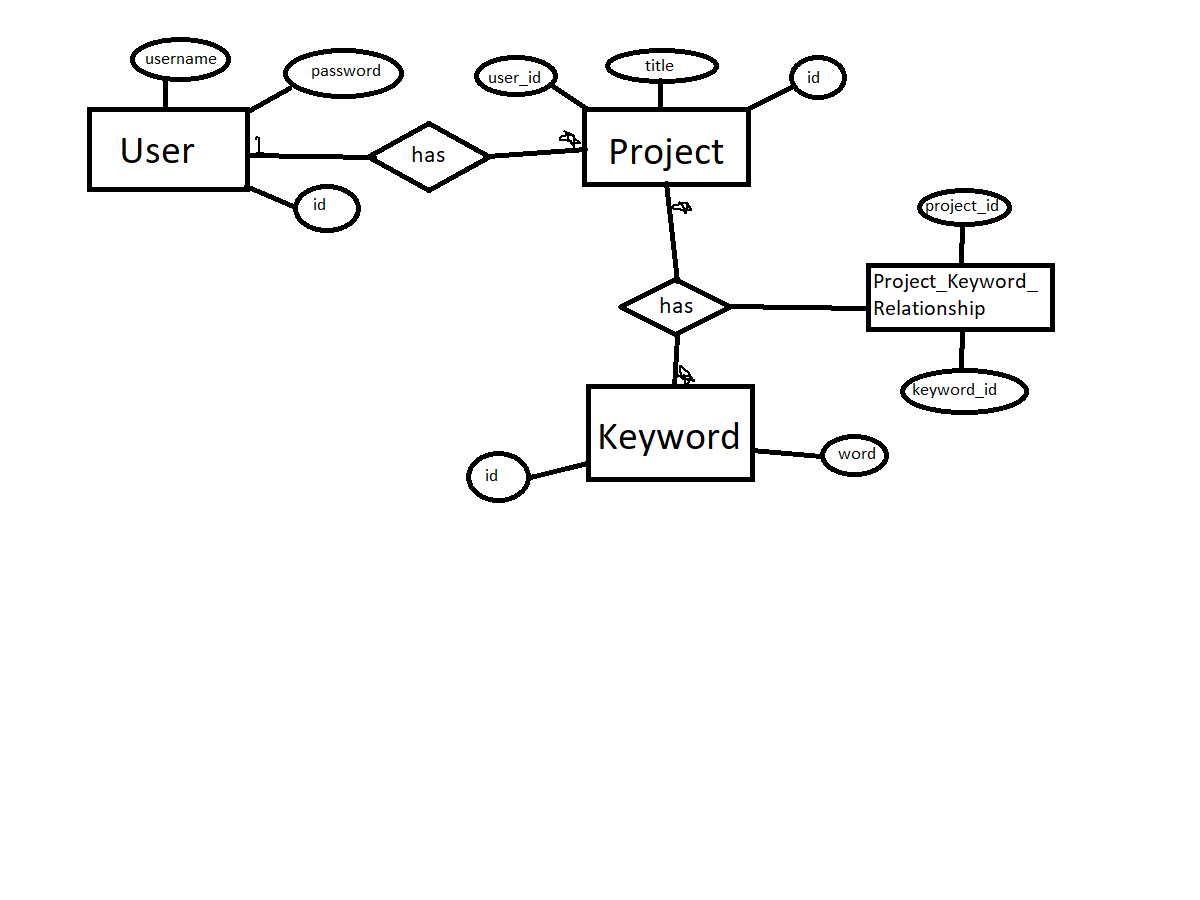 username
password
user_id
title
id
User
1
has
Project
id
project_id
Project_Keyword_
Relationship
has
keyword_id
Keyword
word
id